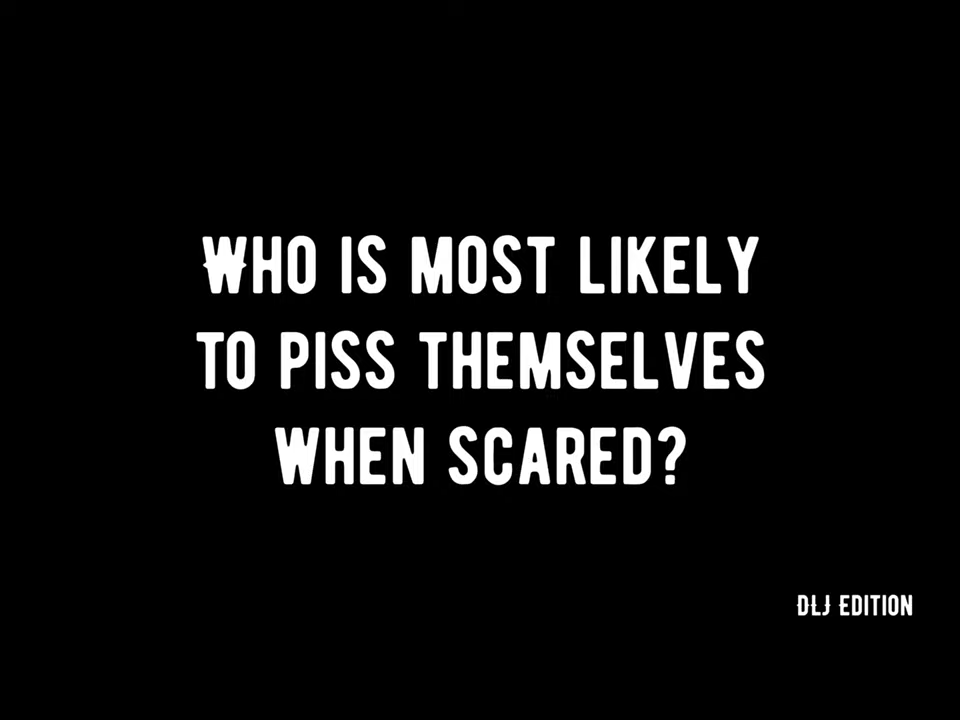 Who is most likely
to piss themselves
when scared?
DLJ Edition